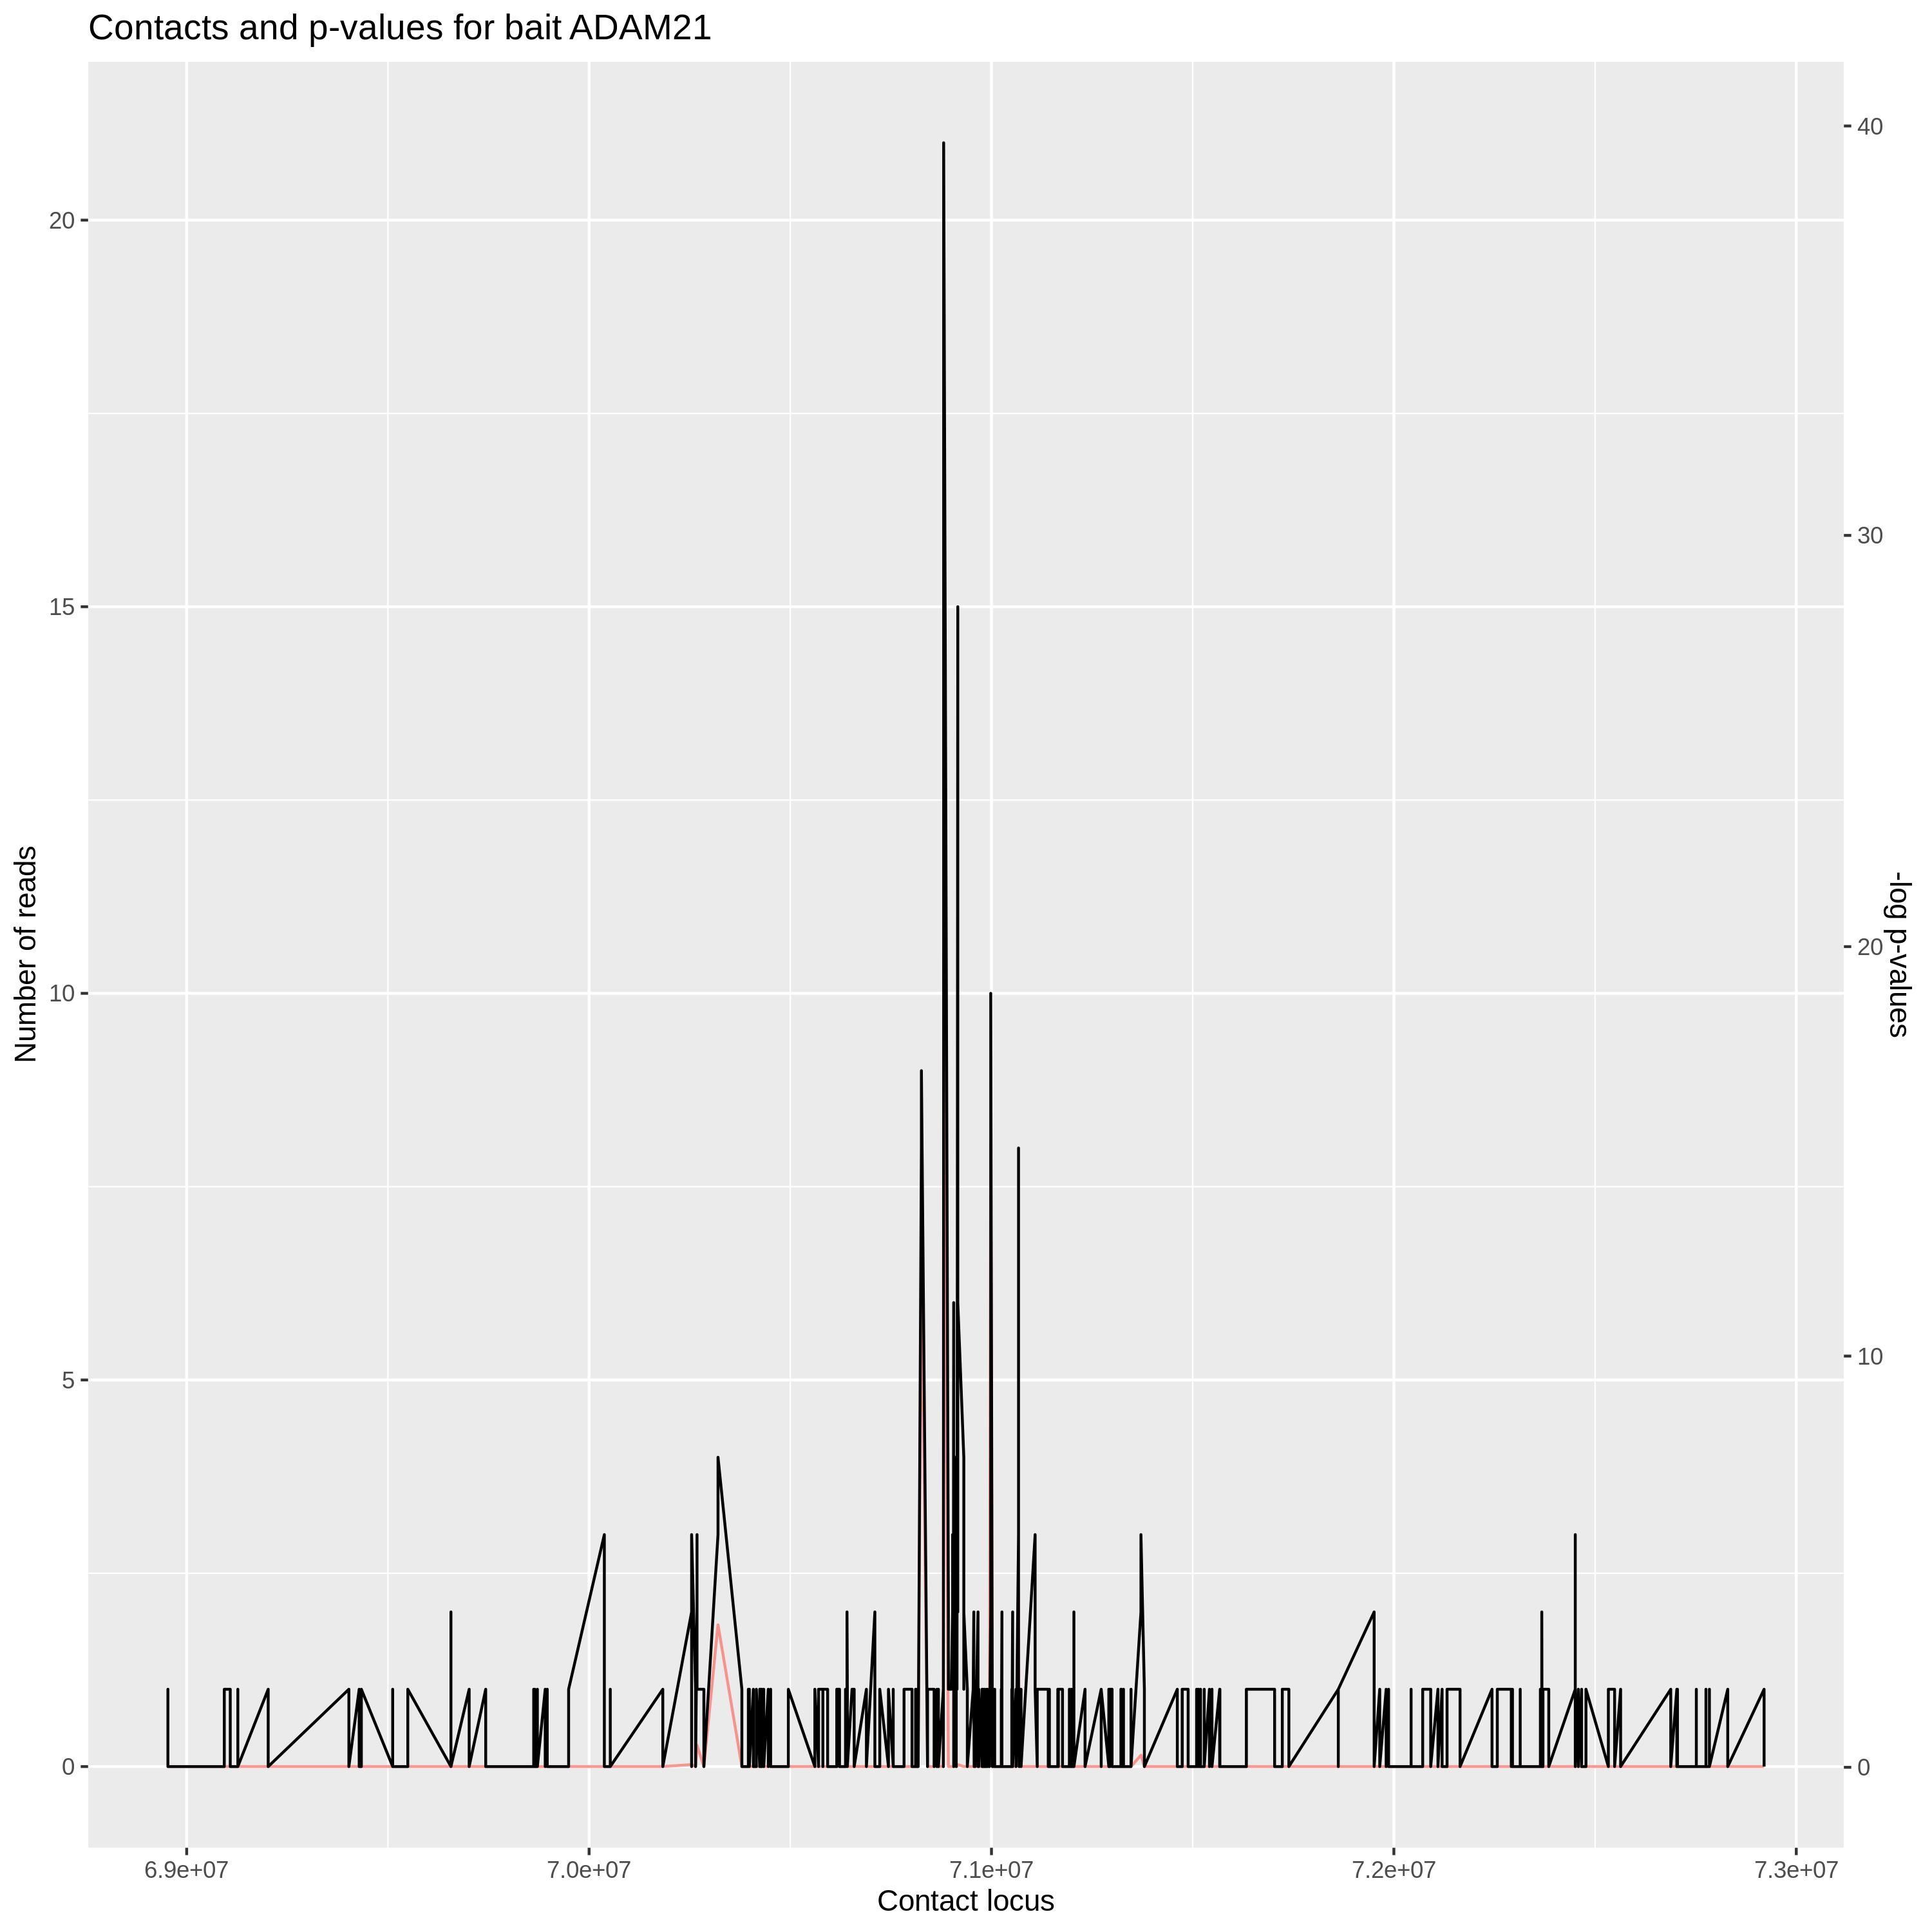 Contacts and p-values for bait ADAM21
20
15
10
5
0
Number of reads
40
30
20
10
0
-log p-values
6.9e+07 7.0e+07 7.1e+07 7.2e+07 7.3e+07
Contact locus